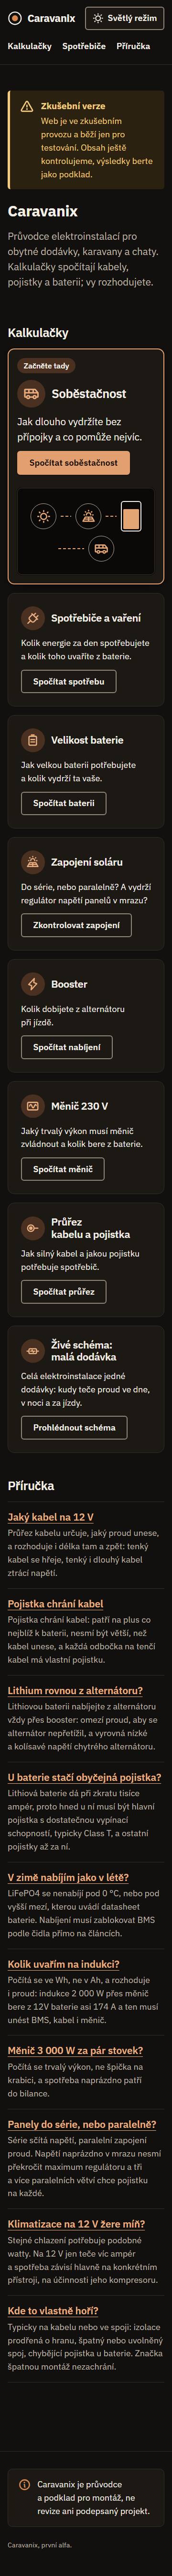 Caravanix
Světlý režim
Kalkulačky Spotřebiče Příručka
Zkušební verze
Web je ve zkušebním
provozu a běží jen pro
testování. Obsah ještě
kontrolujeme, výsledky berte
jako podklad.
Caravanix
Průvodce elektroinstalací pro
obytné dodávky, karavany a chaty.
Kalkulačky spočítají kabely,
pojistky a baterii; vy rozhodujete.
Kalkulačky
Začněte tady
Soběstačnost
Jak dlouho vydržíte bez
přípojky a co pomůže nejvíc.
Spočítat soběstačnost
Spotřebiče a vaření
Kolik energie za den spotřebujete
a kolik toho uvaříte z baterie.
Spočítat spotřebu
Velikost baterie
Jak velkou baterii potřebujete
a kolik vydrží ta vaše.
Spočítat baterii
Zapojení soláru
Do série, nebo paralelně? A vydrží
regulátor napětí panelů v mrazu?
Zkontrolovat zapojení
Booster
Kolik dobijete z alternátoru
při jízdě.
Spočítat nabíjení
Měnič 230 V
Jaký trvalý výkon musí měnič
zvládnout a kolik bere z baterie.
Spočítat měnič
Průřez
kabelu a pojistka
Jak silný kabel a jakou pojistku
potřebuje spotřebič.
Spočítat průřez
Živé schéma:
malá dodávka
Celá elektroinstalace jedné
dodávky: kudy teče proud ve dne,
v noci a za jízdy.
Prohlédnout schéma
Příručka
Jaký kabel na 12 V
Průřez kabelu určuje, jaký proud unese,
a rozhoduje i délka tam a zpět: tenký
kabel se hřeje, tenký i dlouhý kabel
ztrácí napětí.
Pojistka chrání kabel
Pojistka chrání kabel: patří na plus co
nejblíž k baterii, nesmí být větší, než
kabel unese, a každá odbočka na tenčí
kabel má vlastní pojistku.
Lithium rovnou z alternátoru?
Lithiovou baterii nabíjejte z alternátoru
vždy přes booster: omezí proud, aby se
alternátor nepřetížil, a vyrovná nízké
a kolísavé napětí chytrého alternátoru.
U baterie stačí obyčejná pojistka?
Lithiová baterie dá při zkratu tisíce
ampér, proto hned u ní musí být hlavní
pojistka s dostatečnou vypínací
schopností, typicky Class T, a ostatní
pojistky až za ní.
V zimě nabíjím jako v létě?
LiFePO4 se nenabíjí pod 0 °C, nebo pod
vyšší mezí, kterou uvádí datasheet
baterie. Nabíjení musí zablokovat BMS
podle čidla přímo na článcích.
Kolik uvařím na indukci?
Počítá se ve Wh, ne v Ah, a rozhoduje
i proud: indukce 2 000 W přes měnič
bere z 12V baterie asi 174 A a ten musí
unést BMS, kabel i měnič.
Měnič 3 000 W za pár stovek?
Počítá se trvalý výkon, ne špička na
krabici, a spotřeba naprázdno patří
do bilance.
Panely do série, nebo paralelně?
Série sčítá napětí, paralelní zapojení
proud. Napětí naprázdno v mrazu nesmí
překročit maximum regulátoru a tři
a více paralelních větví chce pojistku
na každé.
Klimatizace na 12 V žere míň?
Stejné chlazení potřebuje podobné
watty. Na 12 V jen teče víc ampér
a spotřeba závisí hlavně na konkrétním
přístroji, na účinnosti jeho kompresoru.
Kde to vlastně hoří?
Typicky na kabelu nebo ve spoji: izolace
prodřená o hranu, špatný nebo uvolněný
spoj, chybějící pojistka u baterie. Značka
špatnou montáž nezachrání.
Caravanix je průvodce
a podklad pro montáž, ne
revize ani podepsaný projekt.
Caravanix, první alfa.